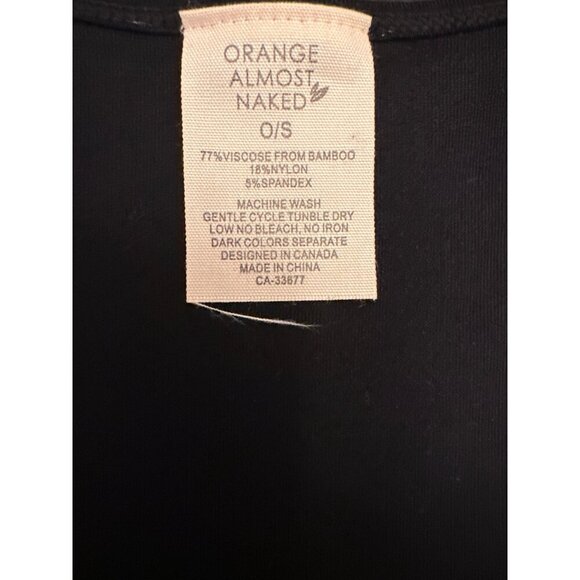 ORANGE
ALMOST
NAKED
O/S
77%VISCOSE FROM BAMBOO
18%NYLON
5%SPANDEX
MACHINE WASH
GENTLE CYCLE TUNBLE DRY
LOW NO BLEACH, NO IRON
DARK COLORS SEPARATE
DESIGNED IN CANADA
MADE IN CHINA
CA-33677